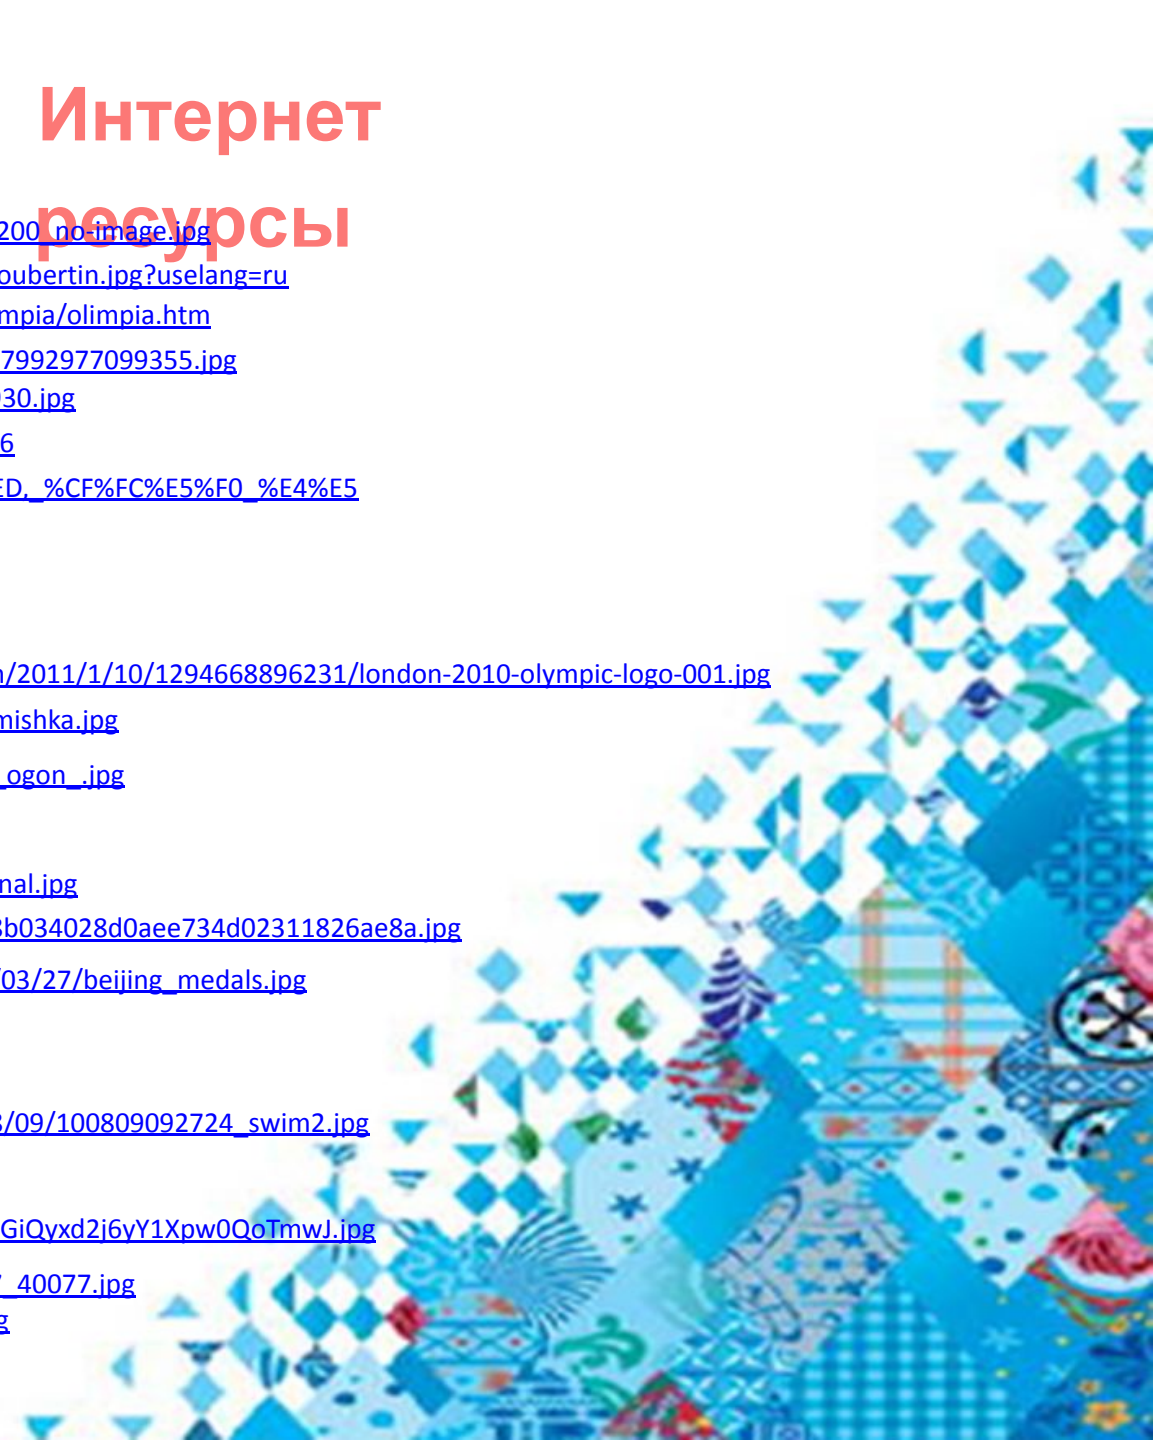 Интернет
ресурсы
200_no-image.jpg
oubertin.jpg?uselang=ru
mpia/olimpia.htm
7992977099355.jpg
30.jpg
6
ED,_%CF%FC%E5%F0_%E4%E5
/2011/1/10/1294668896231/london-2010-olympic-logo-001.jpg
mishka.jpg
_ogon_.jpg
nal.jpg
b034028d0aee734d02311826ae8a.jpg
/03/27/beijing_medals.jpg
/09/100809092724_swim2.jpg
GiQyxd2j6yY1Xpw0QoTmwJ.jpg
_40077.jpg
g